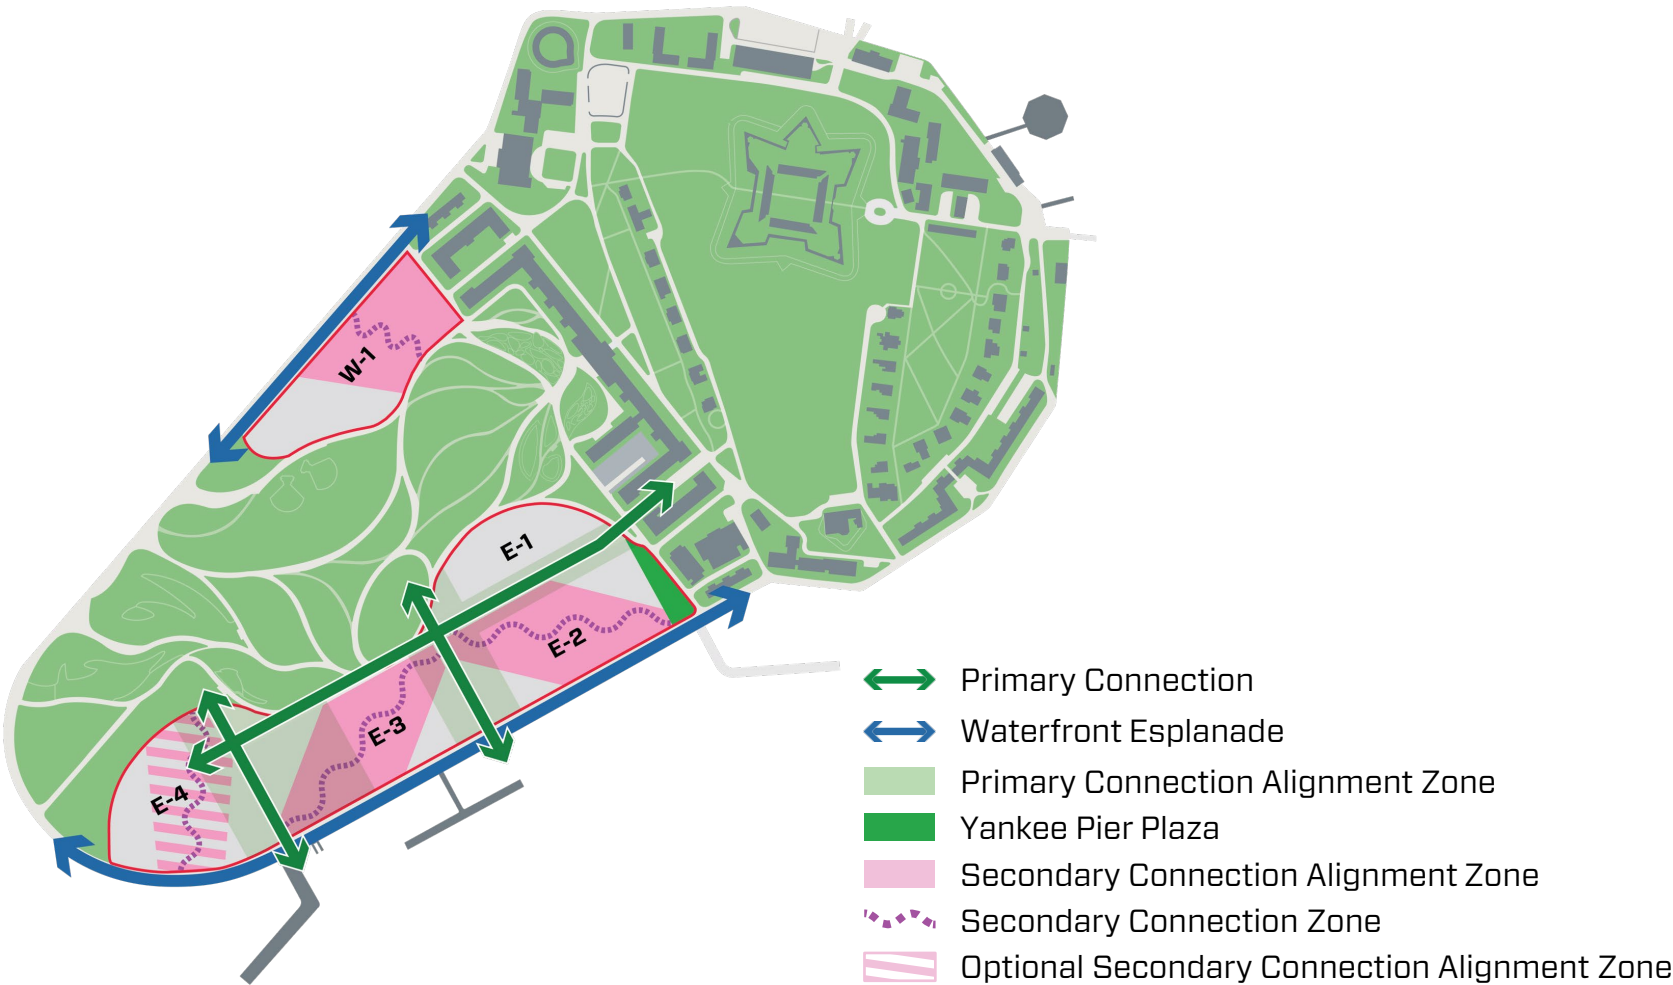 W-1
E-1
E-2
E-3
E-4
Primary Connection
Waterfront Esplanade
Primary Connection Alignment Zone
Yankee Pier Plaza
Secondary Connection Alignment Zone
Secondary Connection Zone
Optional Secondary Connection Alignment Zone